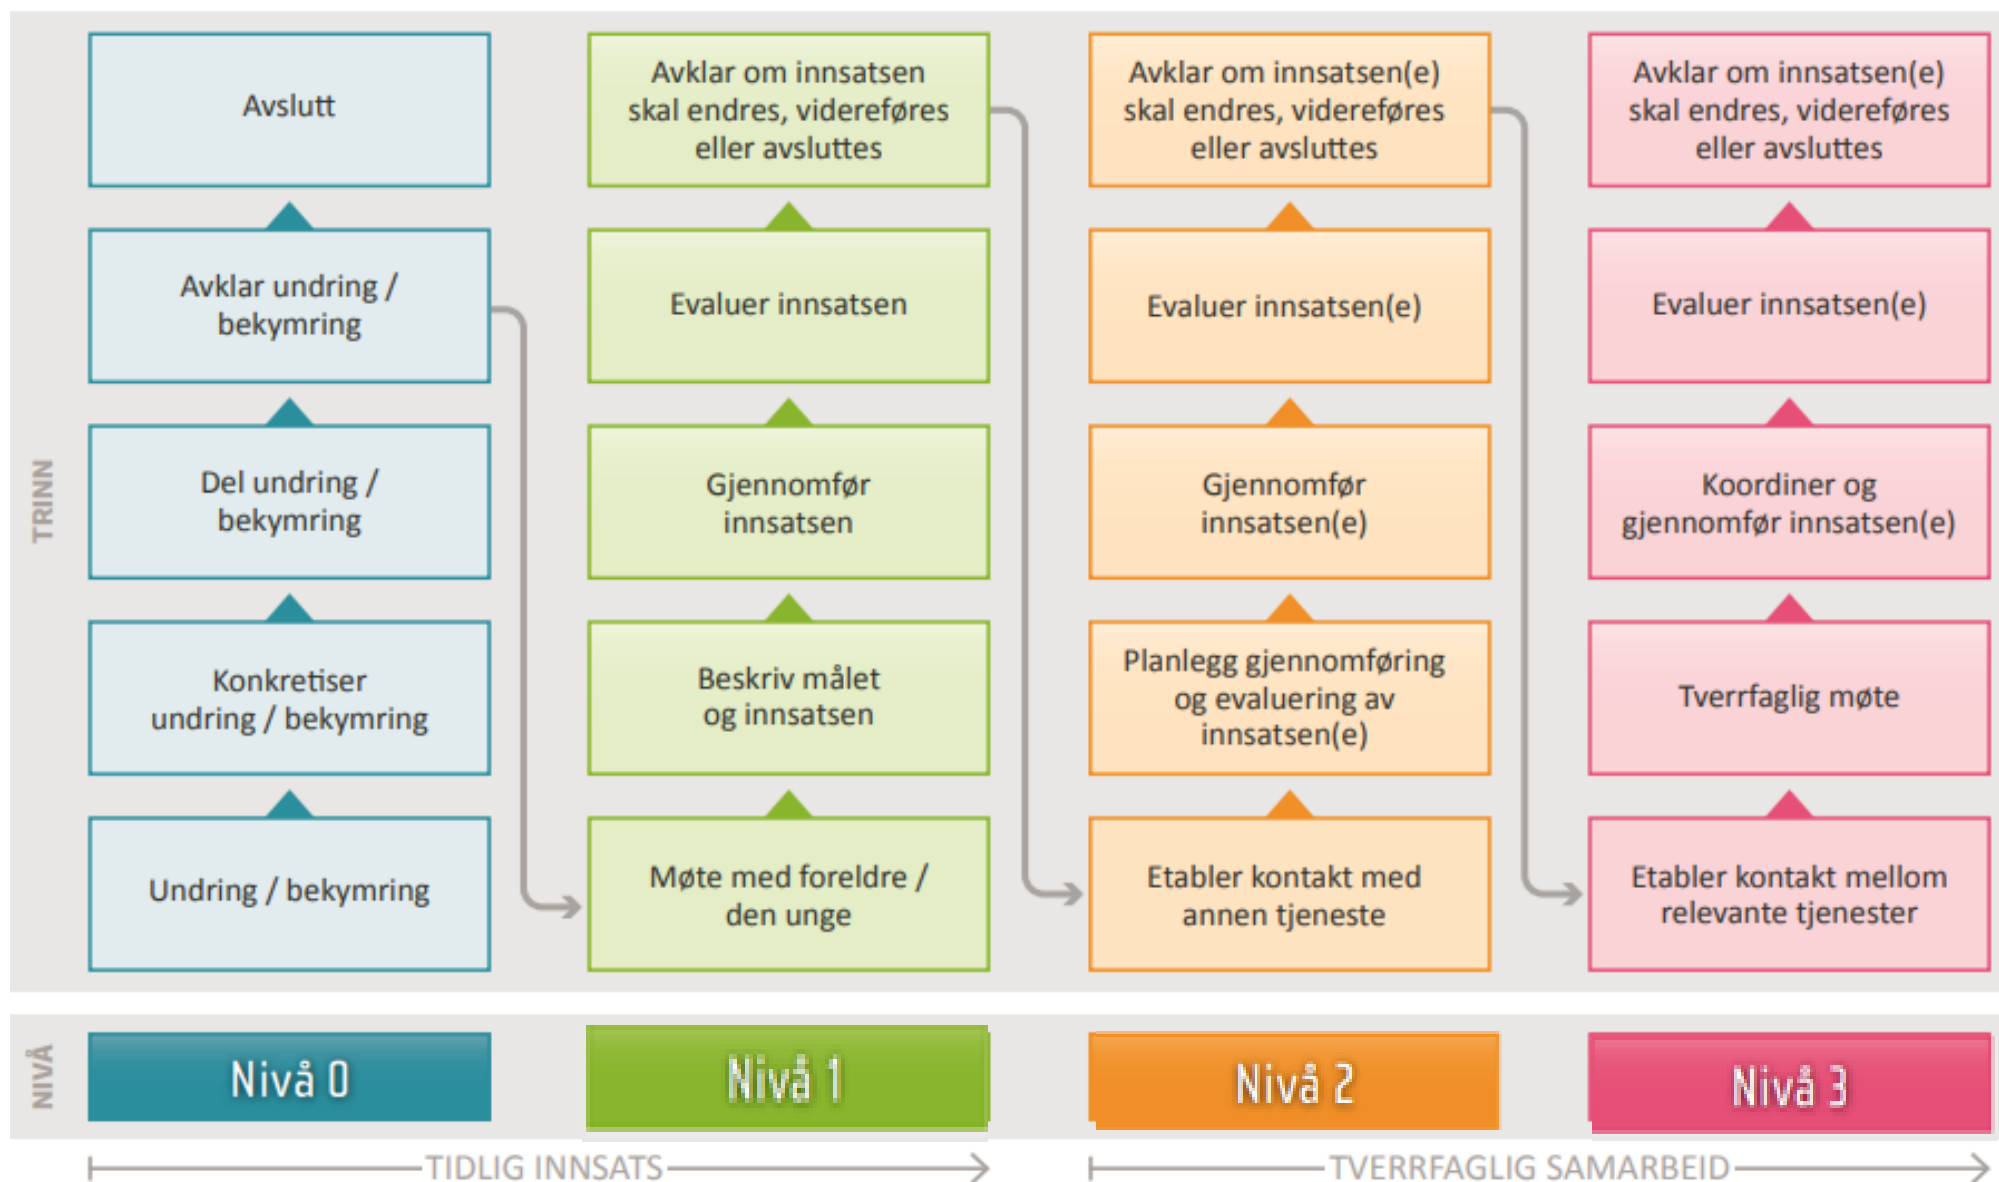 TRINN
Avslutt
Avklar undring /
bekymring
Del undring /
bekymring
Konkretiser
undring / bekymring
Undring / bekymring
Avklar om innsatsen
skal endres, videreføres
eller avsluttes
Evaluer innsatsen
Gjennomfør
innsatsen
Beskriv målet
og innsatsen
Møte med foreldre /
den unge
Avklar om innsatsen(e)
skal endres, videreføres
eller avsluttes
Evaluer innsatsen(e)
Gjennomfør
innsatsen(e)
Planlegg gjennomføring
og evaluering av
innsatsen(e)
Etabler kontakt med
annen tjeneste
Avklar om innsatsen(e)
skal endres, videreføres
eller avsluttes
Evaluer innsatsen(e)
Koordiner og
gjennomfør innsatsen(e)
Tverrfaglig møte
Etabler kontakt mellom
relevante tjenester
NIVÅ
Nivå 0
Nivå 1
Nivå 2
Nivå 3
TIDLIG INNSATS
TVERRFAGLIG SAMARBEID